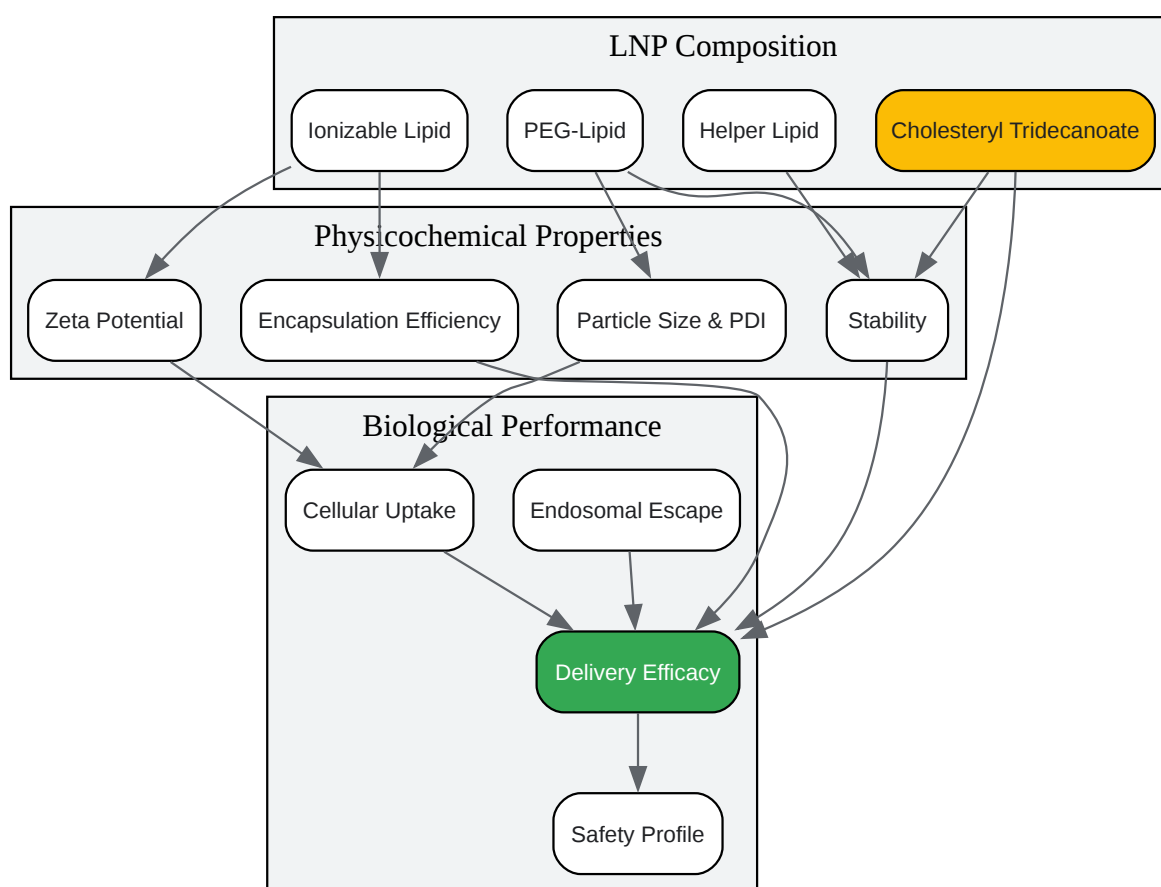 LNP Composition
Ionizable Lipid
PEG-Lipid
Helper Lipid
Cholesteryl Tridecanoate
Physicochemical Properties
Zeta Potential
Encapsulation Efficiency
Particle Size & PDI
Stability
Biological Performance
Cellular Uptake
Endosomal Escape
Delivery Efficacy
Safety Profile